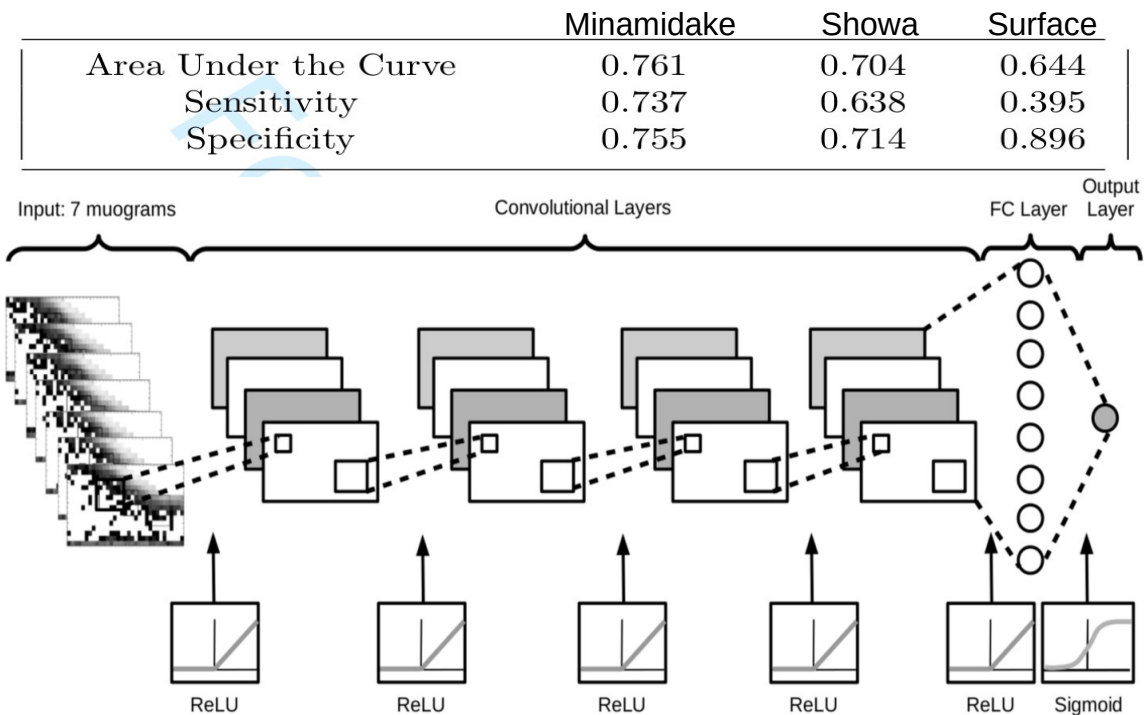 Minamidake Showa Surface
Area Under the Curve 0.761 0.704 0.644
Sensitivity 0.737 0.638 0.395
Specificity 0.755 0.714 0.896
Input: 7 muograms
Convolutional Layers
FC Layer
Output
Layer
ReLU ReLU ReLU ReLU ReLU Sigmoid